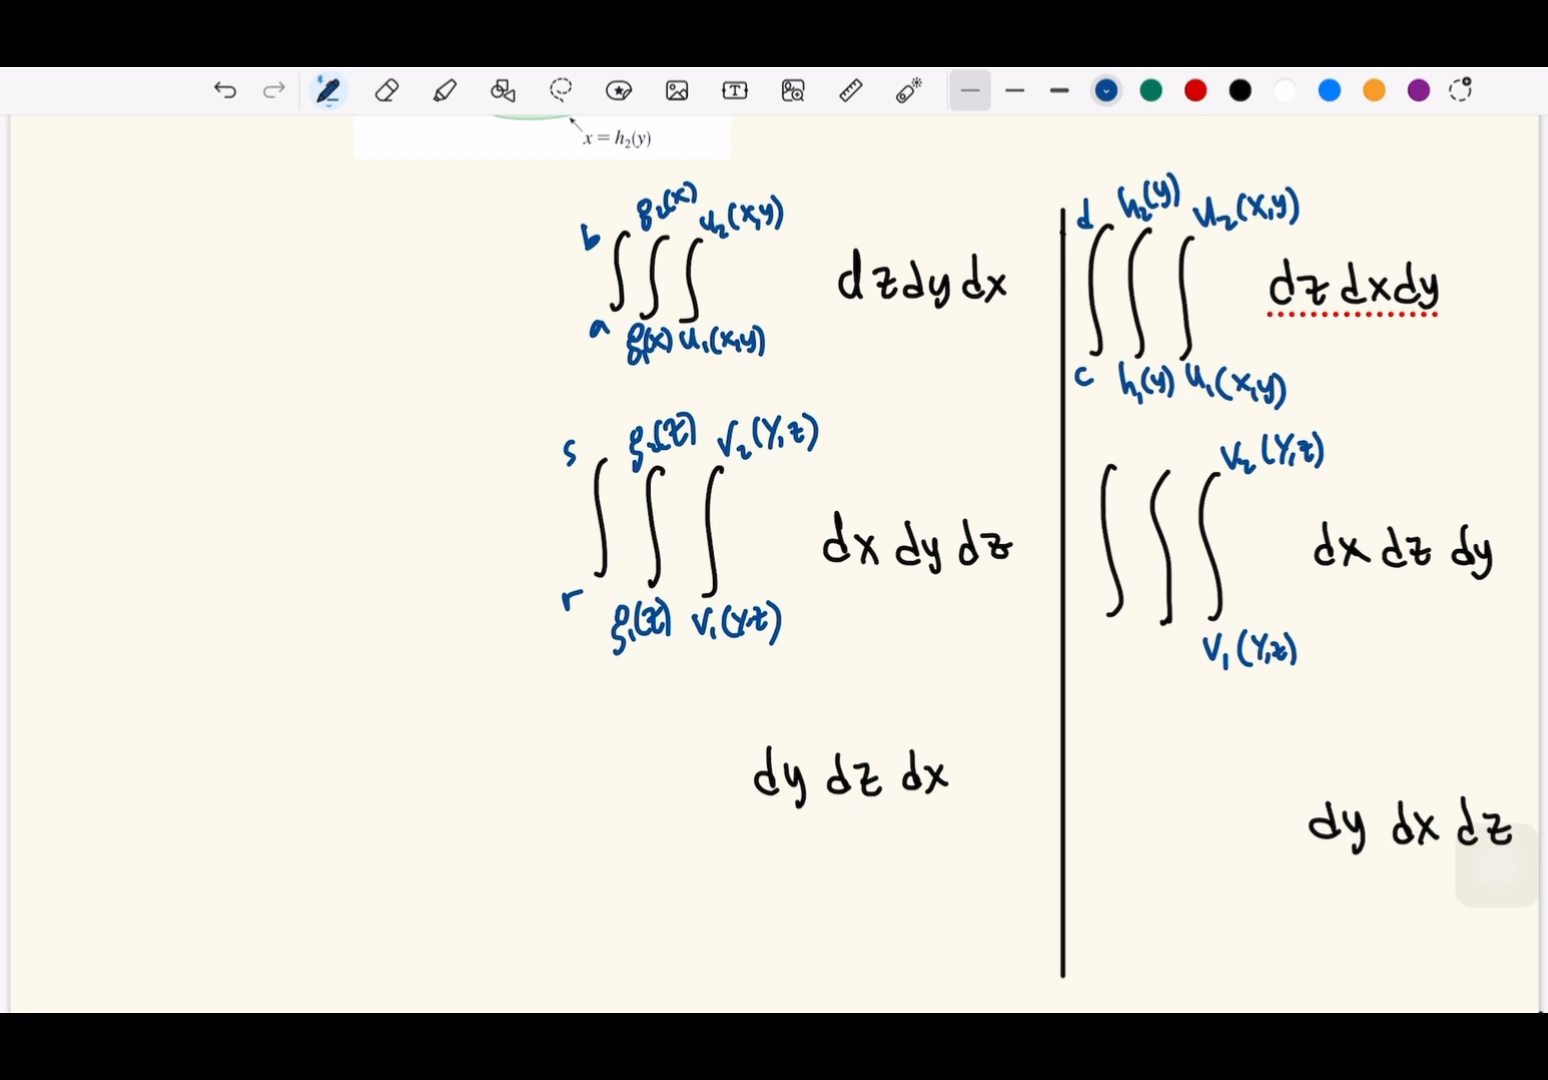 x = h₂(y)
b g₂(x) u₂(x,y)
∫ ∫ ∫ dz dy dx
a g₁(x) u₁(x,y)
d h₂(y) u₂(x,y)
∫ ∫ ∫ dz dx dy
c h₁(y) u₁(x,y)
s g₂(z) v₂(y,z)
∫ ∫ ∫ dx dy dz
r g₁(z) v₁(y,z)
v₂(y,z)
∫ ∫ ∫ dx dz dy
v₁(y,z)
dy dz dx
dy dx dz